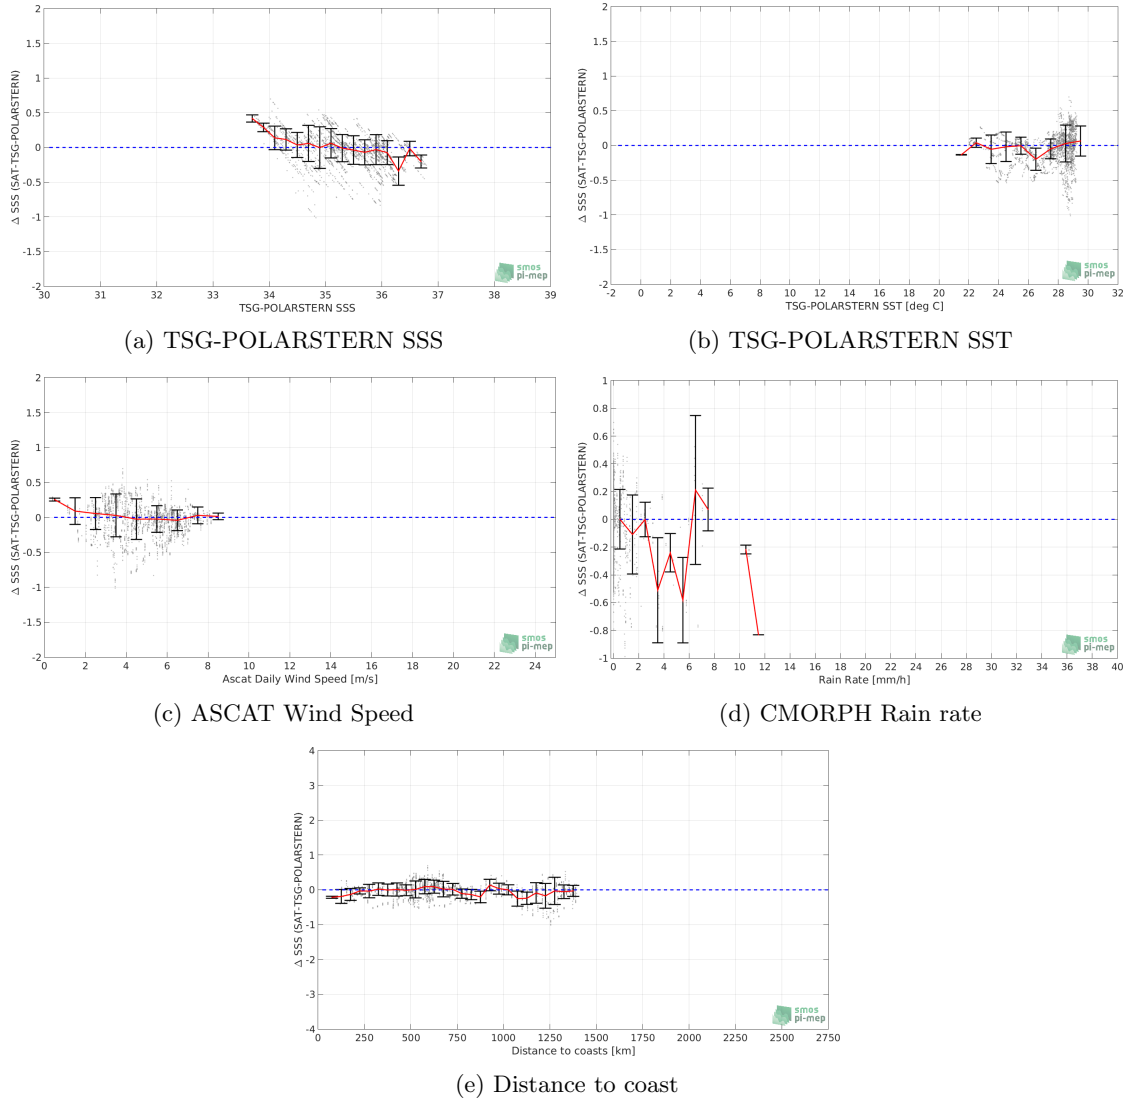 2
1.5
1
0.5
0
-0.5
-1
-1.5
-2
Δ SSS (SAT-TSG-POLARSTERN)
30 31 32 33 34 35 36 37 38 39
TSG-POLARSTERN SSS
smos
pi-mep
(a) TSG-POLARSTERN SSS
2
1.5
1
0.5
0
-0.5
-1
-1.5
-2
Δ SSS (SAT-TSG-POLARSTERN)
-2 0 2 4 6 8 10 12 14 16 18 20 22 24 26 28 30 32
TSG-POLARSTERN SST [deg C]
smos
pi-mep
(b) TSG-POLARSTERN SST
2
1.5
1
0.5
0
-0.5
-1
-1.5
-2
Δ SSS (SAT-TSG-POLARSTERN)
0 2 4 6 8 10 12 14 16 18 20 22 24
Ascat Daily Wind Speed [m/s]
smos
pi-mep
(c) ASCAT Wind Speed
1
0.8
0.6
0.4
0.2
0
-0.2
-0.4
-0.6
-0.8
-1
Δ SSS (SAT-TSG-POLARSTERN)
0 2 4 6 8 10 12 14 16 18 20 22 24 26 28 30 32 34 36 38 40
Rain Rate [mm/h]
smos
pi-mep
(d) CMORPH Rain rate
4
3
2
1
0
-1
-2
-3
-4
Δ SSS (SAT-TSG-POLARSTERN)
0 250 500 750 1000 1250 1500 1750 2000 2250 2500 2750
Distance to coasts [km]
smos
pi-mep
(e) Distance to coast